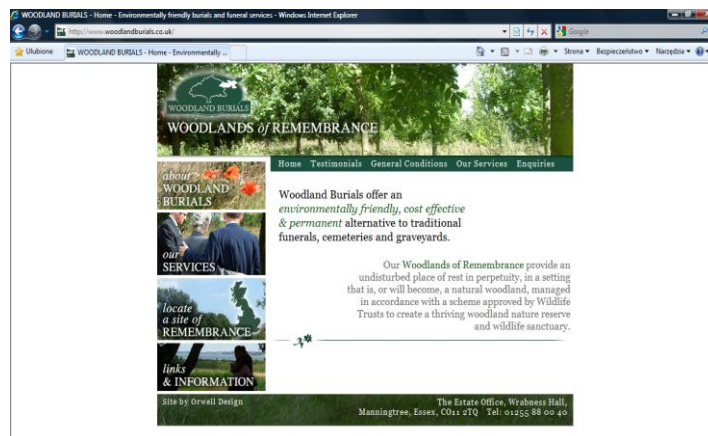 WOODLAND BURIALS - Home - Environmentally friendly burials and funeral services - Windows Internet Explorer
http://www.woodlandburials.co.uk/
Google
Ulubione
WOODLAND BURIALS - Home - Environmentally ...
Strona
Bezpieczeństwo
Narzędzia
WOODLAND BURIALS
WOODLANDS of REMEMBRANCE
Home Testimonials General Conditions Our Services Enquiries
about
WOODLAND
BURIALS
our
SERVICES
locate
a site of
REMEMBRANCE
links
& INFORMATION
Woodland Burials offer an
environmentally friendly, cost effective
& permanent alternative to traditional
funerals, cemeteries and graveyards.
Our Woodlands of Remembrance provide an
undisturbed place of rest in perpetuity, in a setting
that is, or will become, a natural woodland, managed
in accordance with a scheme approved by Wildlife
Trusts to create a thriving woodland nature reserve
and wildlife sanctuary.
Site by Orwell Design
The Estate Office, Wrabness Hall,
Manningtree, Essex, CO11 2TQ Tel: 01255 88 00 40